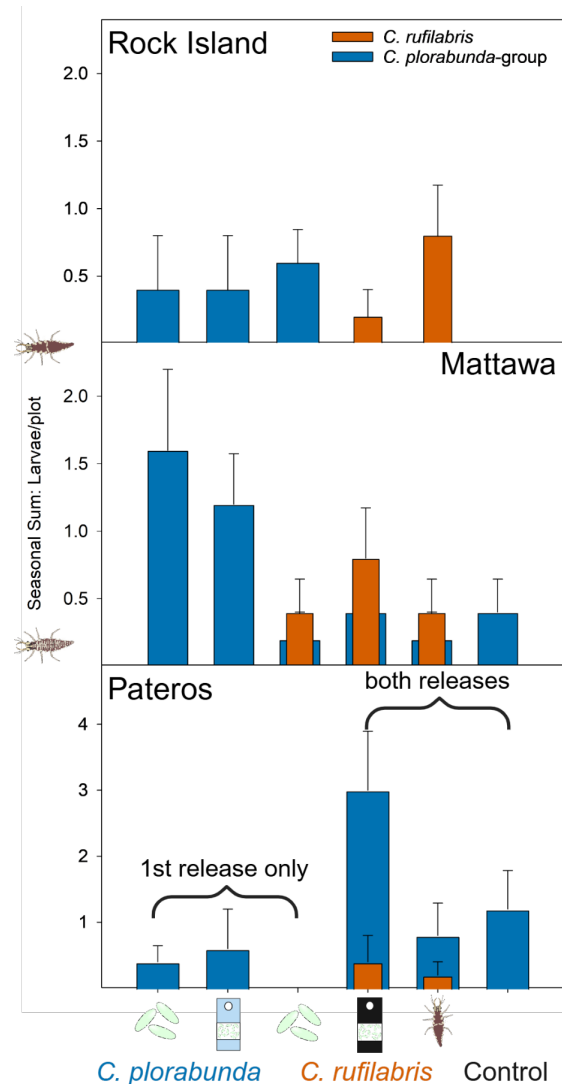 Rock Island
C. rufilabris
C. plorabunda-group
2.0
1.5
1.0
0.5
Mattawa
2.0
1.5
1.0
0.5
Seasonal Sum: Larvae/plot
Pateros
both releases
4
3
2
1st release only
1
C. plorabunda C. rufilabris Control